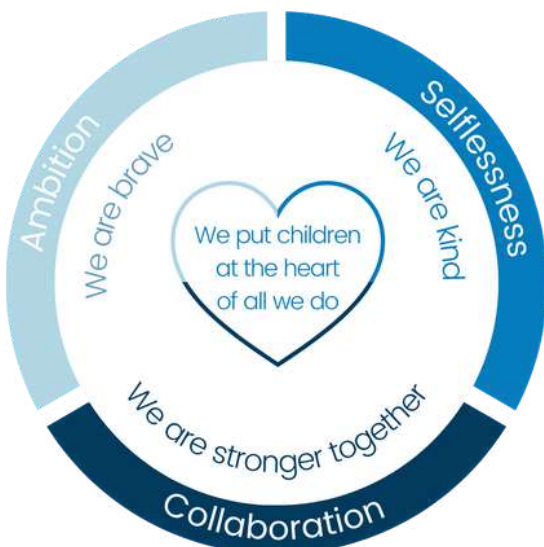 Ambition
We are brave
Selflessness
We are kind
We put children
at the heart
of all we do
We are stronger together
Collaboration